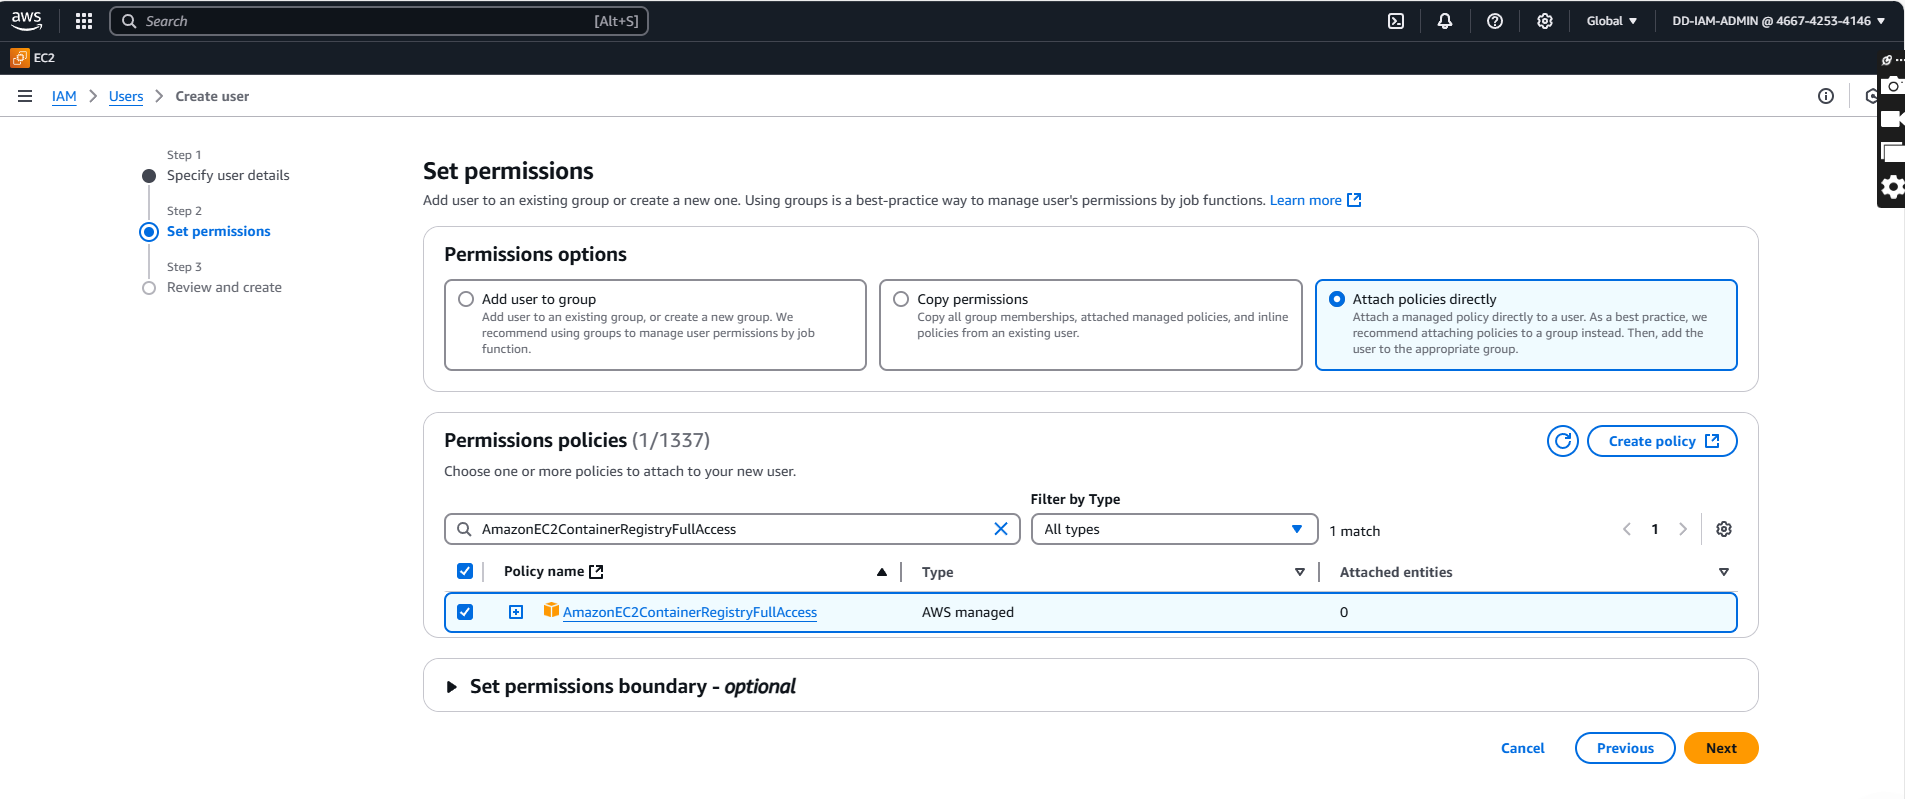 aws
Search [Alt+S]
Global
DD-IAM-ADMIN @ 4667-4253-4146
EC2
IAM
Users
Create user
Step 1
Specify user details
Step 2
Set permissions
Step 3
Review and create
Set permissions
Add user to an existing group or create a new one. Using groups is a best-practice way to manage user's permissions by job functions. Learn more
Permissions options
Add user to group
Add user to an existing group, or create a new group. We
recommend using groups to manage user permissions by job
function.
Copy permissions
Copy all group memberships, attached managed policies, and inline
policies from an existing user.
Attach policies directly
Attach a managed policy directly to a user. As a best practice, we
recommend attaching policies to a group instead. Then, add the
user to the appropriate group.
Permissions policies (1/1337)
Create policy
Choose one or more policies to attach to your new user.
Filter by Type
AmazonEC2ContainerRegistryFullAccess
All types
1 match
1
Policy name
Type
Attached entities
AmazonEC2ContainerRegistryFullAccess
AWS managed
0
Set permissions boundary - optional
Cancel
Previous
Next